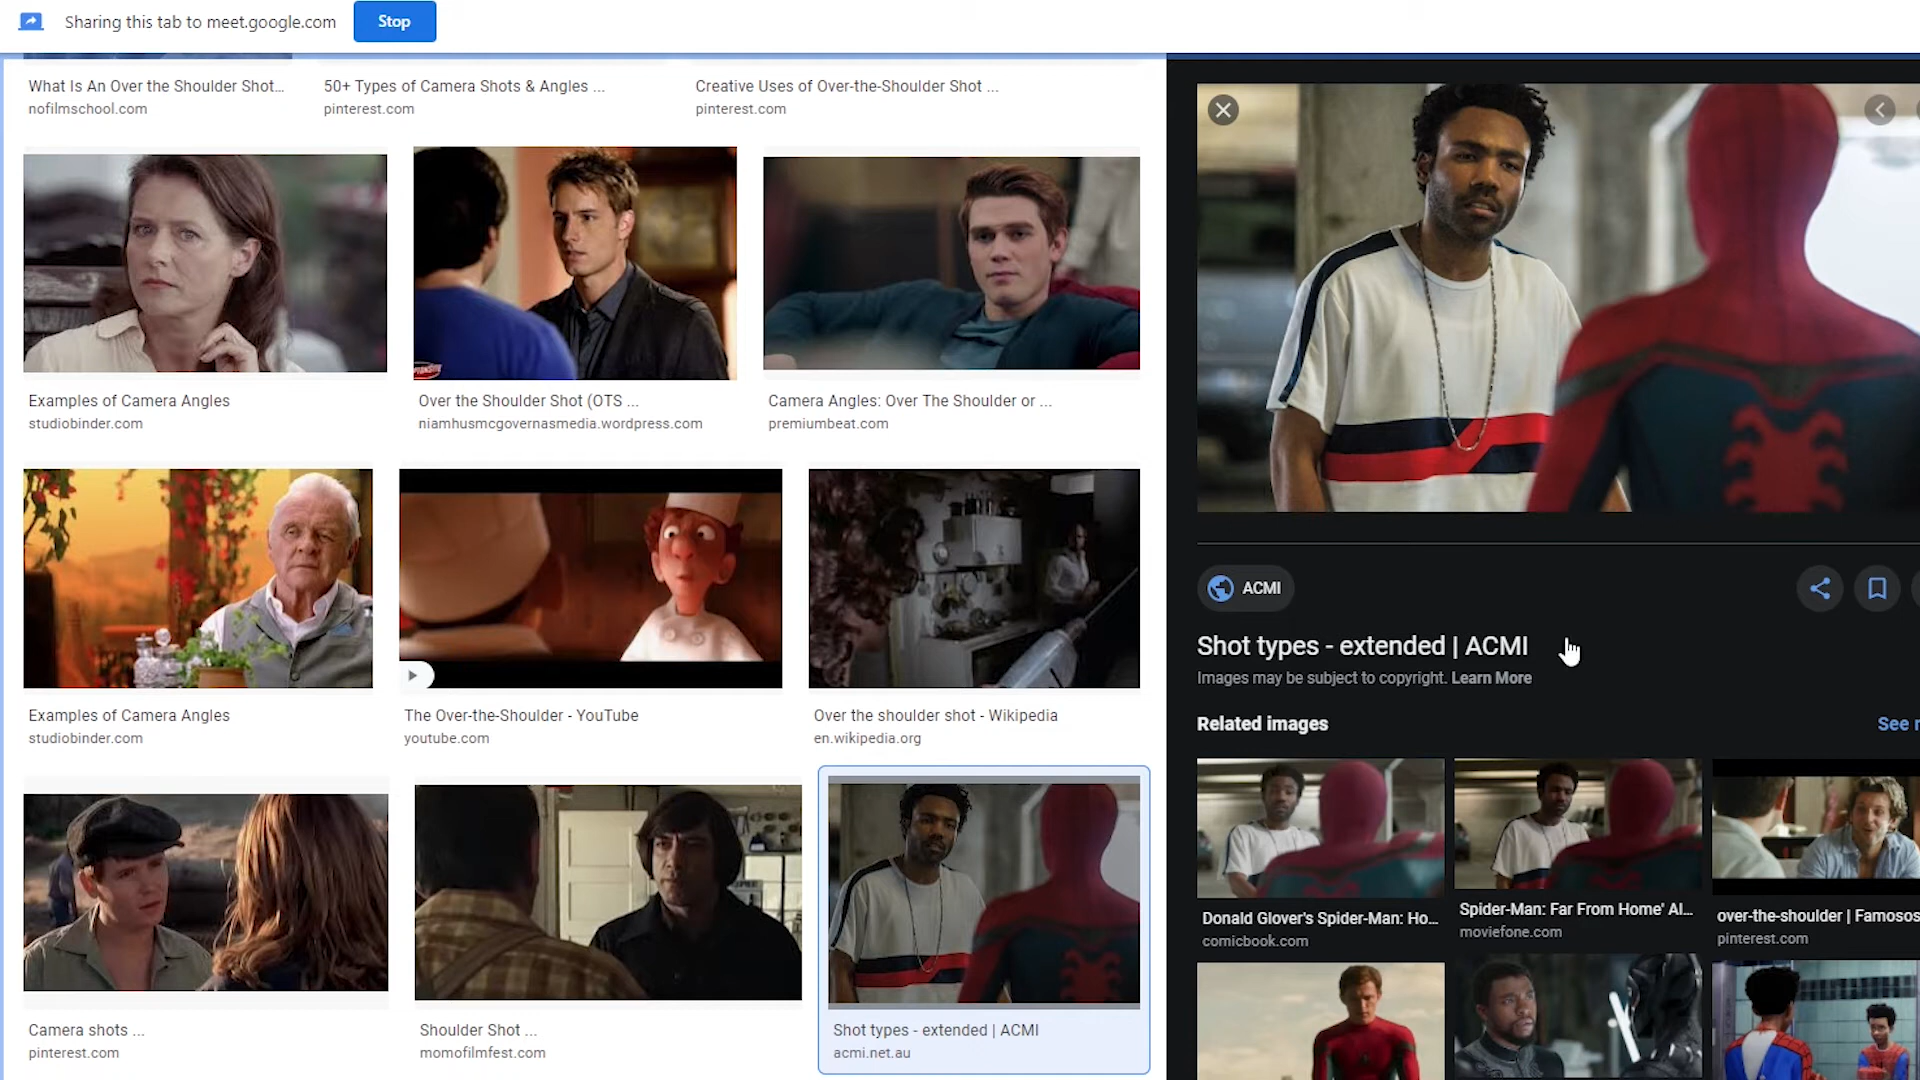 Sharing this tab to meet.google.com
Stop
What Is An Over the Shoulder Shot...
nofilmschool.com
50+ Types of Camera Shots & Angles ...
pinterest.com
Creative Uses of Over-the-Shoulder Shot ...
pinterest.com
Examples of Camera Angles
studiobinder.com
Over the Shoulder Shot (OTS ...
niamhusmcgovernasmedia.wordpress.com
Camera Angles: Over The Shoulder or ...
premiumbeat.com
Examples of Camera Angles
studiobinder.com
The Over-the-Shoulder - YouTube
youtube.com
Over the shoulder shot - Wikipedia
en.wikipedia.org
Camera shots ...
pinterest.com
Shoulder Shot ...
momofilmfest.com
Shot types - extended | ACMI
acmi.net.au
ACMI
Shot types - extended | ACMI
Images may be subject to copyright. Learn More
Related images
See
Donald Glover's Spider-Man: Ho...
comicbook.com
Spider-Man: Far From Home' Al...
moviefone.com
over-the-shoulder | Famosos
pinterest.com